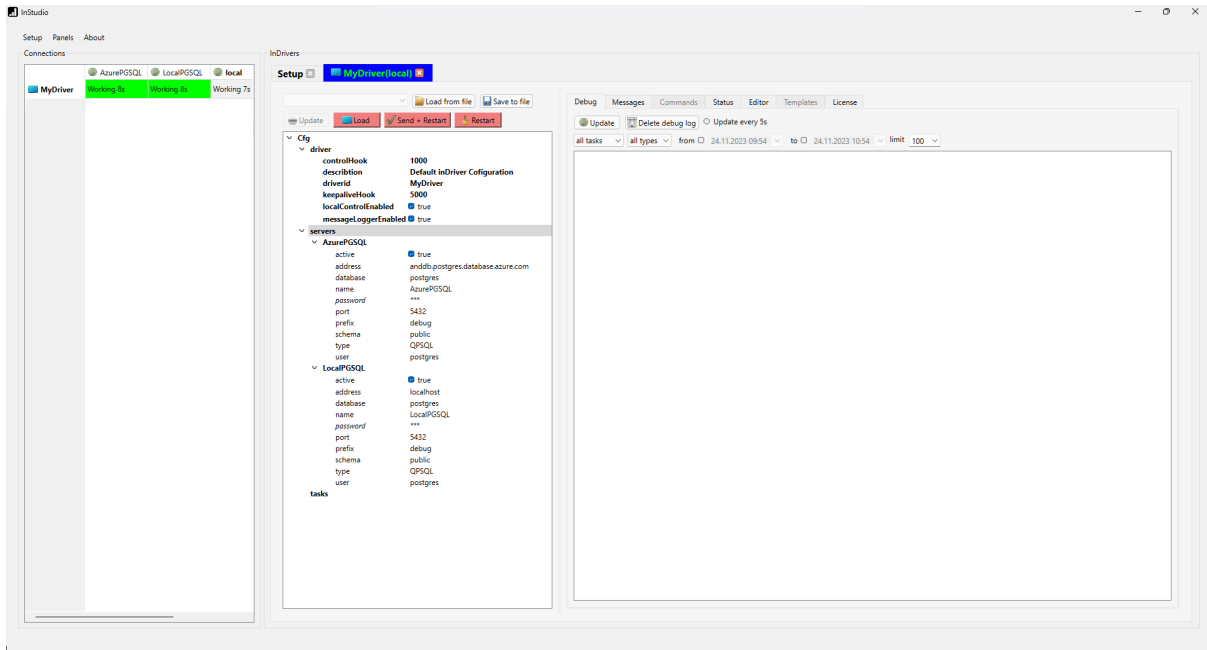 InStudio
Setup Panels About
Connections
AzurePGSQL LocalPGSQL local
MyDriver Working 8s Working 8s Working 7s
InDrivers
Setup MyDriver(local)
Load from file Save to file
Update Load Send + Restart Restart
Cfg
driver
controlHook 1000
describtion Default inDriver Cofiguration
driverid MyDriver
keepaliveHook 5000
localControlEnabled true
messageLoggerEnabled true
servers
AzurePGSQL
active true
address anddb.postgres.database.azure.com
database postgres
name AzurePGSQL
password ***
port 5432
prefix debug
schema public
type QPSQL
user postgres
LocalPGSQL
active true
address localhost
database postgres
name LocalPGSQL
password ***
port 5432
prefix debug
schema public
type QPSQL
user postgres
tasks
Debug Messages Commands Status Editor Templates License
Update Delete debug log Update every 5s
all tasks all types from 24.11.2023 09:54 to 24.11.2023 10:54 limit 100